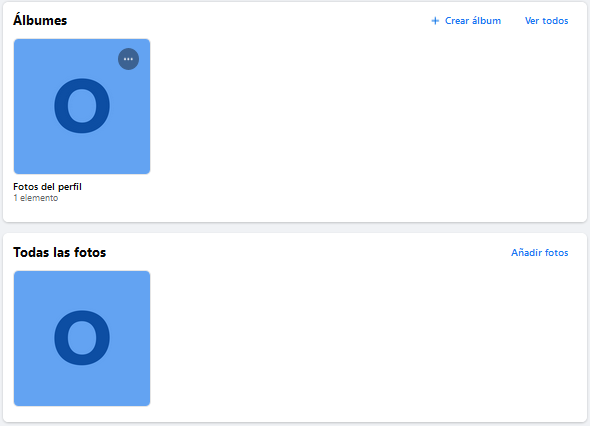 Álbumes
+ Crear álbum
Ver todos
...
O
Fotos del perfil
1 elemento
Todas las fotos
Añadir fotos
O